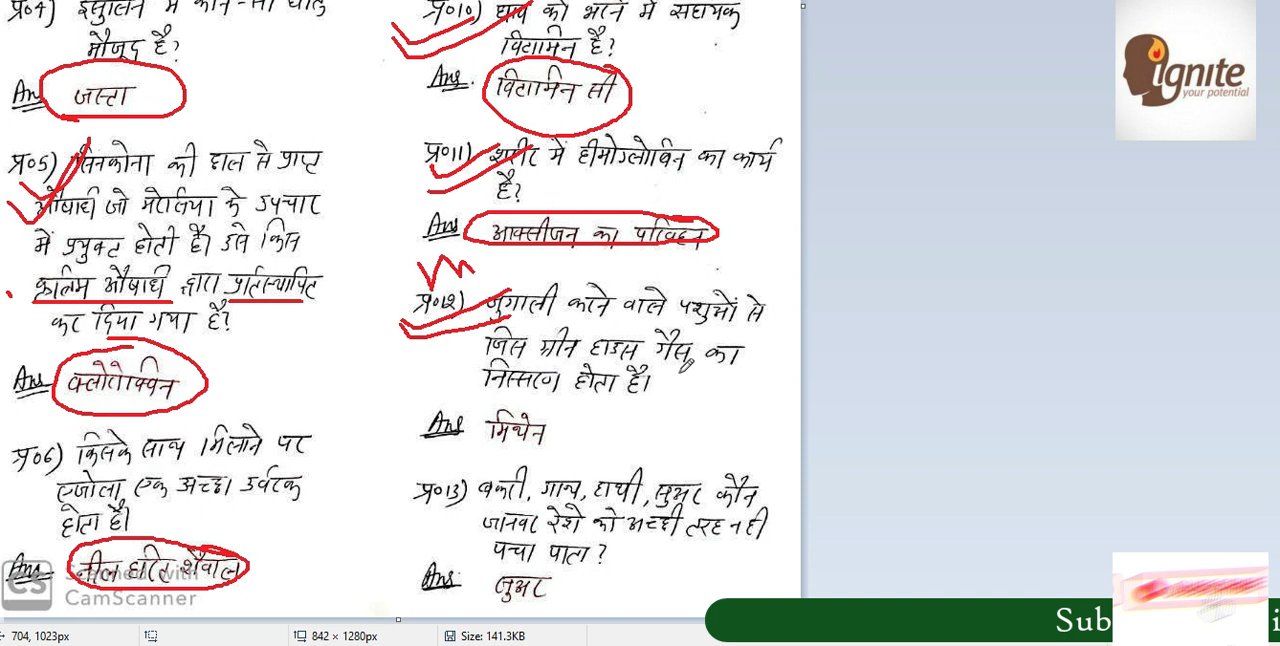 प्र०4) इंसुलिन में कौन-सी धातु
मौजूद है?
Ans जस्ता
प्र०5) सिनकोना की छाल से प्राप्त
औषधि जो मलेरिया के उपचार
में प्रयुक्त होती है। उसे किस
कृत्रिम औषधी द्वारा प्रतिस्थापित
कर दिया गया है?
Ans क्लोरोक्विन
प्र०6) किसके साथ मिलाने पर
एजोला एक अच्छा उर्वरक
होता है।
Ans नील हरित शैवाल
प्र०10) घाव को भरने में सहायक
विटामिन है?
Ans. विटामिन सी
प्र०11) शरीर में हीमोग्लोबिन का कार्य
है?
Ans आक्सीजन का परिवहन
प्र०12) जुगाली करने वाले पशुओं से
जिस ग्रीन हाउस गैस का
निस्सरण होता है।
Ans मिथेन
प्र०13) बकरी, गाय, हाथी, सुअर कौन
जानवर रेशे को अच्छी तरह नही
पचा पाता?
Ans. सुअर
ignite
your potential
CS Scanned with
CamScanner
Sub
704, 1023px
842 × 1280px
Size: 141.3KB